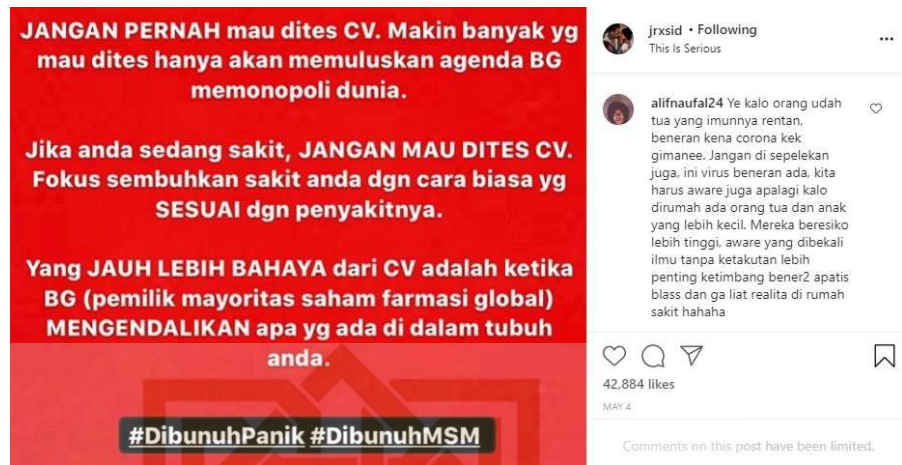 JANGAN PERNAH mau dites CV. Makin banyak yg
mau dites hanya akan memuluskan agenda BG
memonopoli dunia.
Jika anda sedang sakit, JANGAN MAU DITES CV.
Fokus sembuhkan sakit anda dgn cara biasa yg
SESUAI dgn penyakitnya.
Yang JAUH LEBIH BAHAYA dari CV adalah ketika
BG (pemilik mayoritas saham farmasi global)
MENGENDALIKAN apa yg ada di dalam tubuh
anda.
#DibunuhPanik #DibunuhMSM
jrxsid • Following
This Is Serious
alifnaufal24 Ye kalo orang udah
tua yang imunnya rentan,
beneran kena corona kek
gimanee. Jangan di sepelekan
juga, ini virus beneran ada, kita
harus aware juga apalagi kalo
dirumah ada orang tua dan anak
yang lebih kecil. Mereka beresiko
lebih tinggi, aware yang dibekali
ilmu tanpa ketakutan lebih
penting ketimbang bener2 apatis
blass dan ga liat realita di rumah
sakit hahaha
42,884 likes
MAY 4
Comments on this post have been limited.